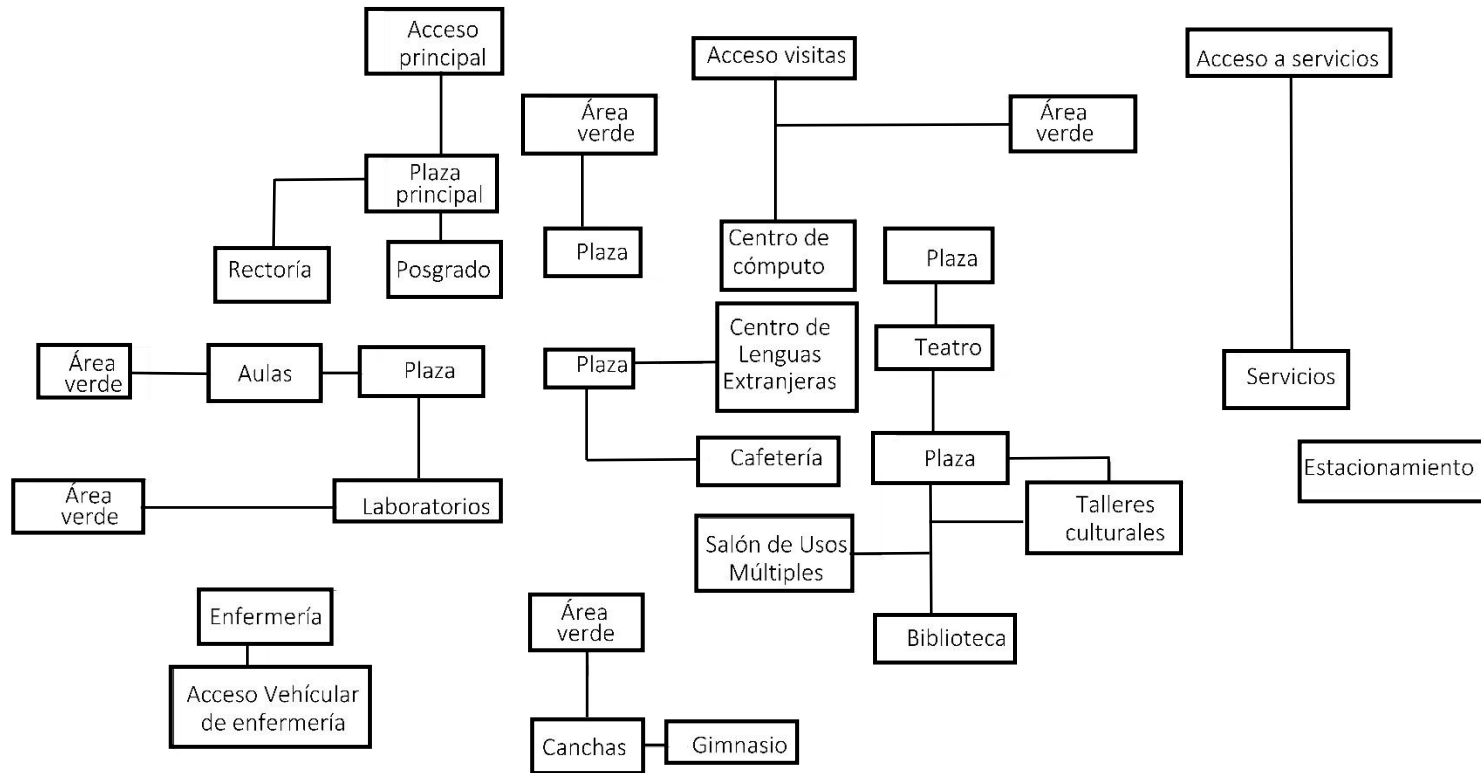 Acceso
principal
Acceso visitas
Acceso a servicios
Área
verde
Área
verde
Plaza
principal
Rectoría
Posgrado
Plaza
Centro de
cómputo
Plaza
Centro de
Lenguas
Extranjeras
Teatro
Área
verde
Aulas
Plaza
Plaza
Servicios
Cafetería
Plaza
Estacionamiento
Área
verde
Laboratorios
Talleres
culturales
Salón de Usos
Múltiples
Enfermería
Área
verde
Biblioteca
Acceso Vehícular
de enfermería
Canchas
Gimnasio